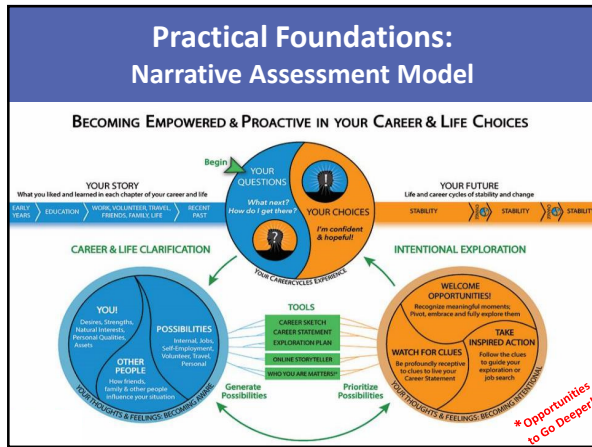 Practical Foundations:
Narrative Assessment Model
BECOMING EMPOWERED & PROACTIVE IN YOUR CAREER & LIFE CHOICES
Begin
YOUR
QUESTIONS
What next?
How do I get there?
?
!
YOUR CHOICES
I'm confident
& hopeful!
YOUR CAREERCYCLES EXPERIENCE
YOUR STORY
What you liked and learned in each chapter of your career and life
EARLY
YEARS
EDUCATION
WORK, VOLUNTEER, TRAVEL,
FRIENDS, FAMILY, LIFE
RECENT
PAST
YOUR FUTURE
Life and career cycles of stability and change
STABILITY
STABILITY
STABILITY
CAREER & LIFE CLARIFICATION
INTENTIONAL EXPLORATION
YOU!
Desires, Strengths,
Natural Interests,
Personal Qualities,
Assets
POSSIBILITIES
Internal, Jobs,
Self-Employment,
Volunteer, Travel,
Personal
OTHER
PEOPLE
How friends,
family & other people
influence your situation
YOUR THOUGHTS & FEELINGS: BECOMING AWARE
TOOLS
CAREER SKETCH
CAREER STATEMENT
EXPLORATION PLAN
ONLINE STORYTELLER
WHO YOU ARE MATTERS!
Generate
Possibilities
Prioritize
Possibilities
WELCOME
OPPORTUNITIES!
Recognize meaningful moments;
Pivot, embrace and fully explore them
TAKE
INSPIRED ACTION
Follow the clues
to guide your
exploration or
job search
WATCH FOR CLUES
Be profoundly receptive
to clues to live your
Career Statement
YOUR THOUGHTS & FEELINGS: BECOMING INTENTIONAL
* Opportunities
to Go Deeper!